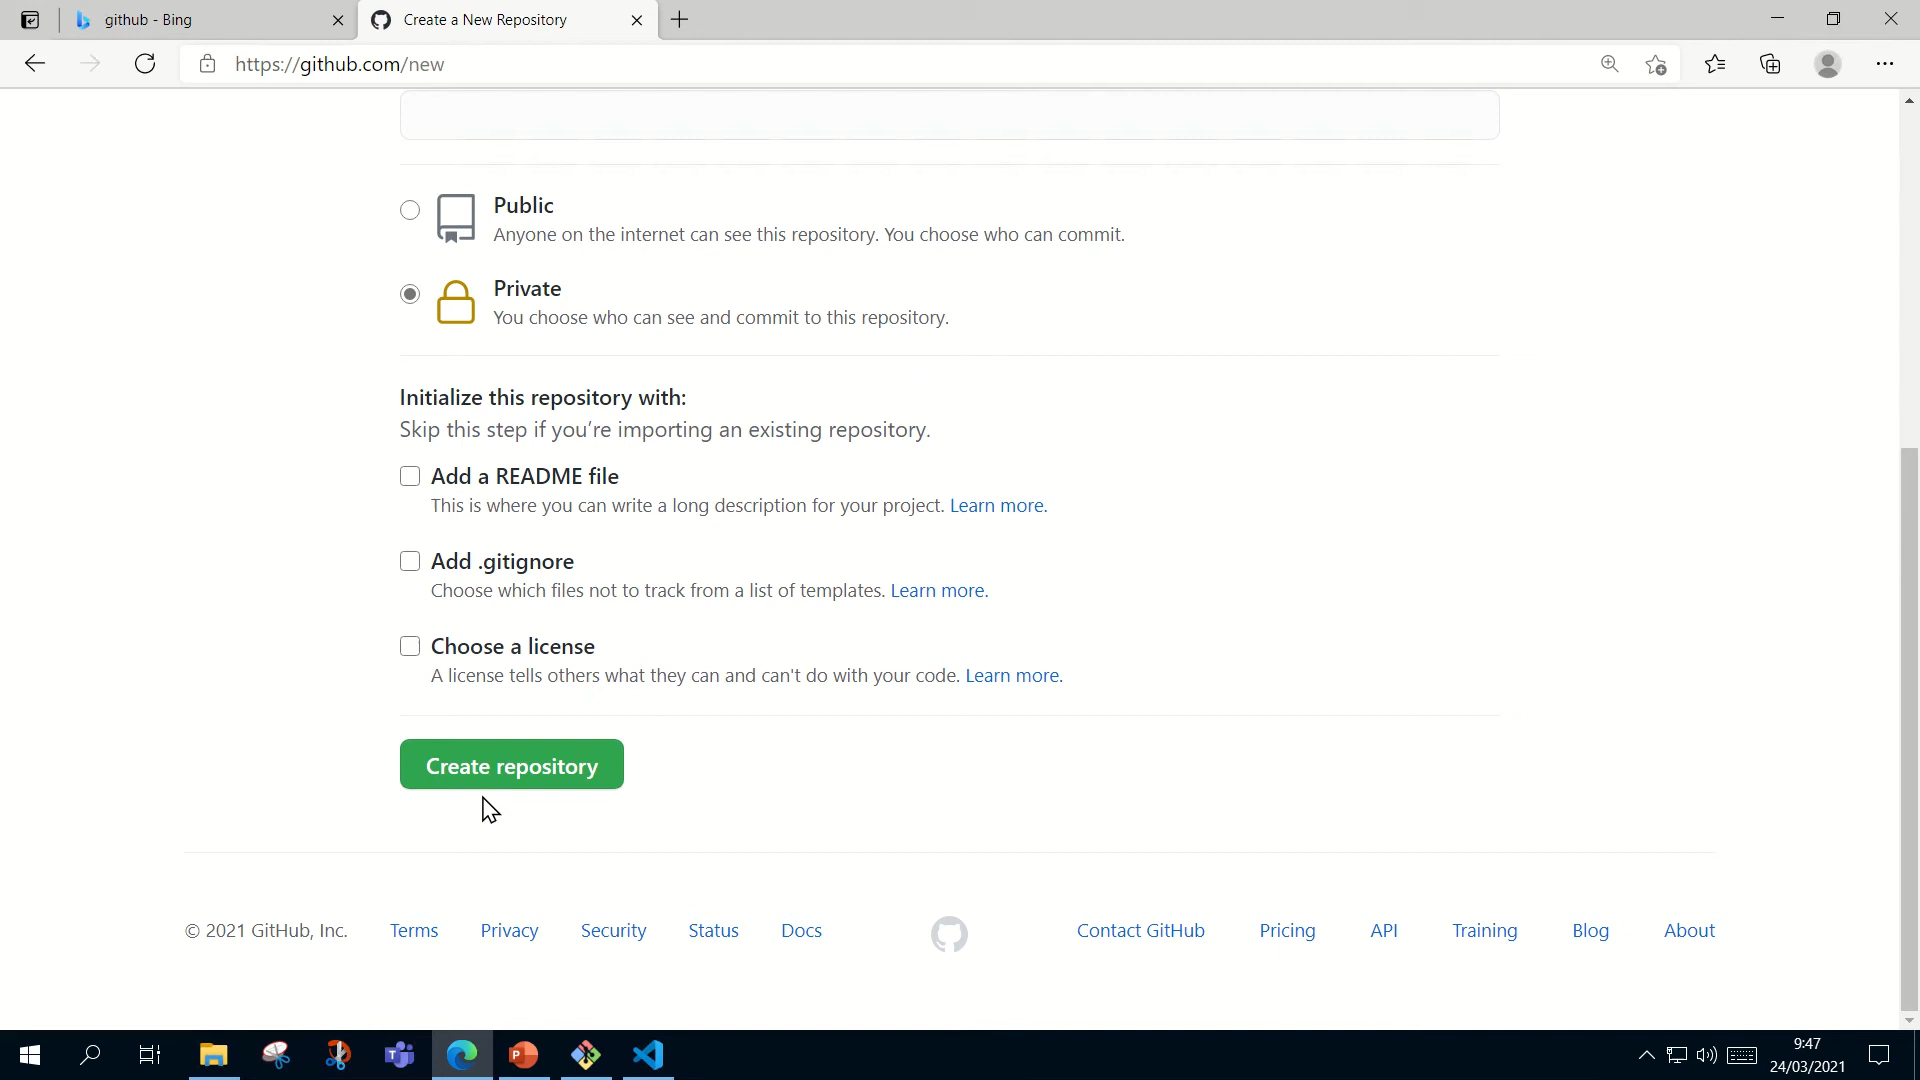 github - Bing
Create a New Repository
https://github.com/new
Public
Anyone on the internet can see this repository. You choose who can commit.
Private
You choose who can see and commit to this repository.
Initialize this repository with:
Skip this step if you’re importing an existing repository.
Add a README file
This is where you can write a long description for your project. Learn more.
Add .gitignore
Choose which files not to track from a list of templates. Learn more.
Choose a license
A license tells others what they can and can't do with your code. Learn more.
Create repository
© 2021 GitHub, Inc. Terms Privacy Security Status Docs Contact GitHub Pricing API Training Blog About
9:47
24/03/2021